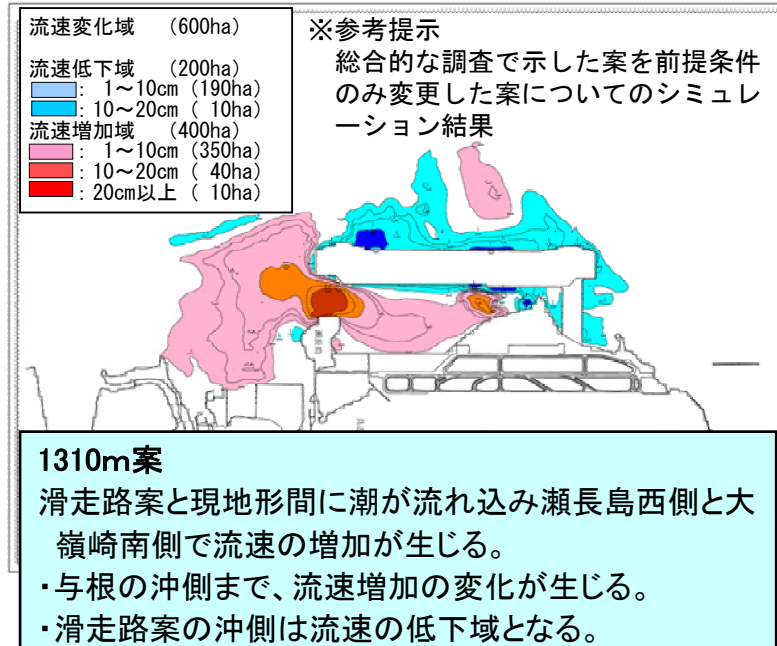 流速変化域 （600ha）
流速低下域 （200ha）
： 1～10cm（190ha）
：10～20cm（ 10ha）
流速増加域 （400ha）
： 1～10cm（350ha）
：10～20cm（ 40ha）
：20cm以上（ 10ha）
※参考提示
総合的な調査で示した案を前提条件
のみ変更した案についてのシミュレ
ーション結果
1310m案
滑走路案と現地形間に潮が流れ込み瀬長島西側と大
嶺崎南側で流速の増加が生じる。
・与根の沖側まで、流速増加の変化が生じる。
・滑走路案の沖側は流速の低下域となる。